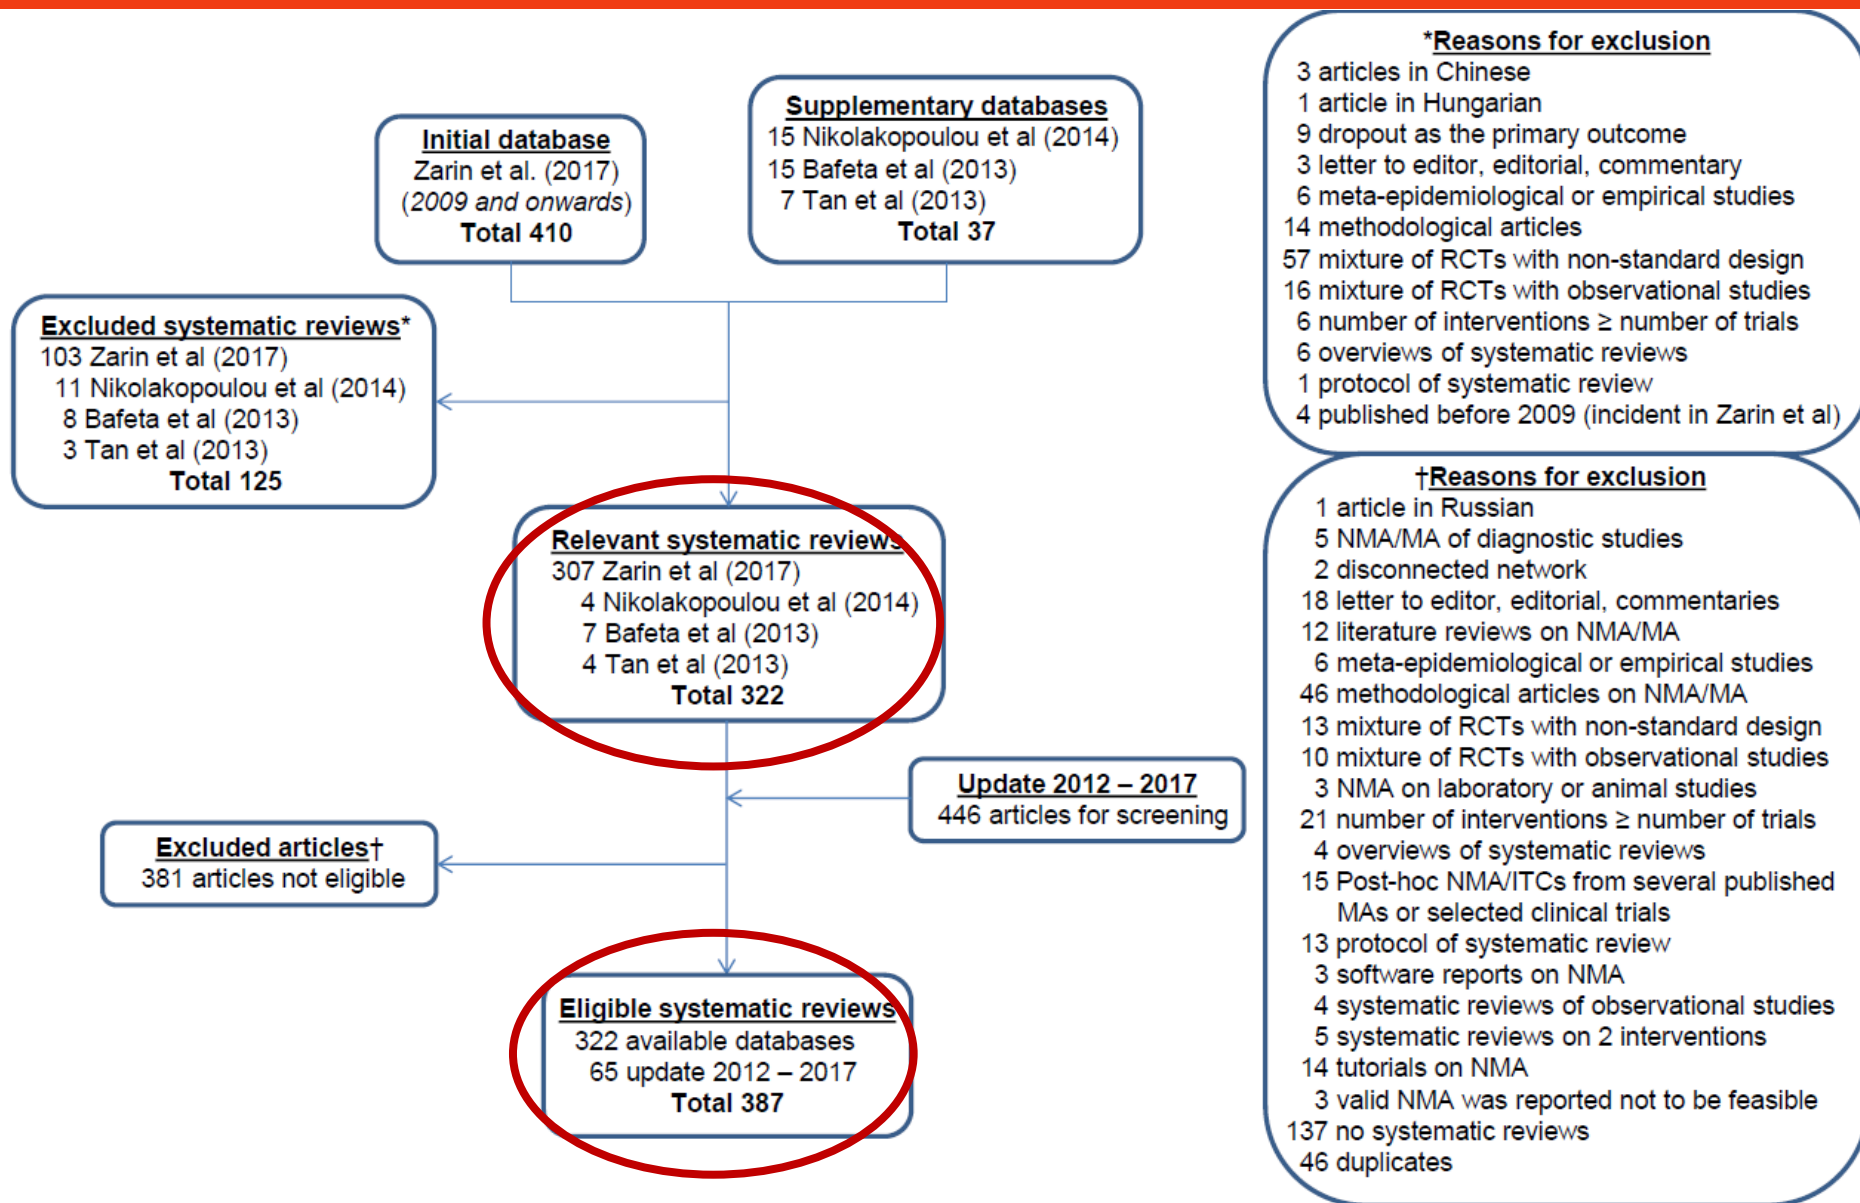 Initial database
Zarin et al. (2017)
(2009 and onwards)
Total 410
Supplementary databases
15 Nikolakopoulou et al (2014)
15 Bafeta et al (2013)
7 Tan et al (2013)
Total 37
Excluded systematic reviews*
103 Zarin et al (2017)
11 Nikolakopoulou et al (2014)
8 Bafeta et al (2013)
3 Tan et al (2013)
Total 125
Relevant systematic reviews
307 Zarin et al (2017)
4 Nikolakopoulou et al (2014)
7 Bafeta et al (2013)
4 Tan et al (2013)
Total 322
Update 2012 – 2017
446 articles for screening
Excluded articles†
381 articles not eligible
Eligible systematic reviews
322 available databases
65 update 2012 – 2017
Total 387
*Reasons for exclusion
3 articles in Chinese
1 article in Hungarian
9 dropout as the primary outcome
3 letter to editor, editorial, commentary
6 meta-epidemiological or empirical studies
14 methodological articles
57 mixture of RCTs with non-standard design
16 mixture of RCTs with observational studies
6 number of interventions ≥ number of trials
6 overviews of systematic reviews
1 protocol of systematic review
4 published before 2009 (incident in Zarin et al)
†Reasons for exclusion
1 article in Russian
5 NMA/MA of diagnostic studies
2 disconnected network
18 letter to editor, editorial, commentaries
12 literature reviews on NMA/MA
6 meta-epidemiological or empirical studies
46 methodological articles on NMA/MA
13 mixture of RCTs with non-standard design
10 mixture of RCTs with observational studies
3 NMA on laboratory or animal studies
21 number of interventions ≥ number of trials
4 overviews of systematic reviews
15 Post-hoc NMA/ITCs from several published
MAs or selected clinical trials
13 protocol of systematic review
3 software reports on NMA
4 systematic reviews of observational studies
5 systematic reviews on 2 interventions
14 tutorials on NMA
3 valid NMA was reported not to be feasible
137 no systematic reviews
46 duplicates